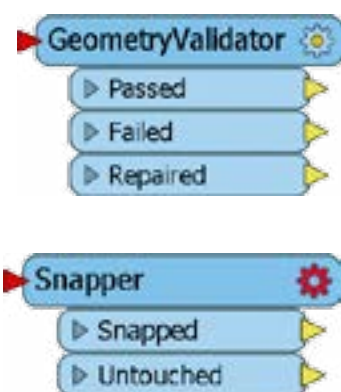 GeometryValidator
Passed
Failed
Repaired
Snapper
Snapped
Untouched